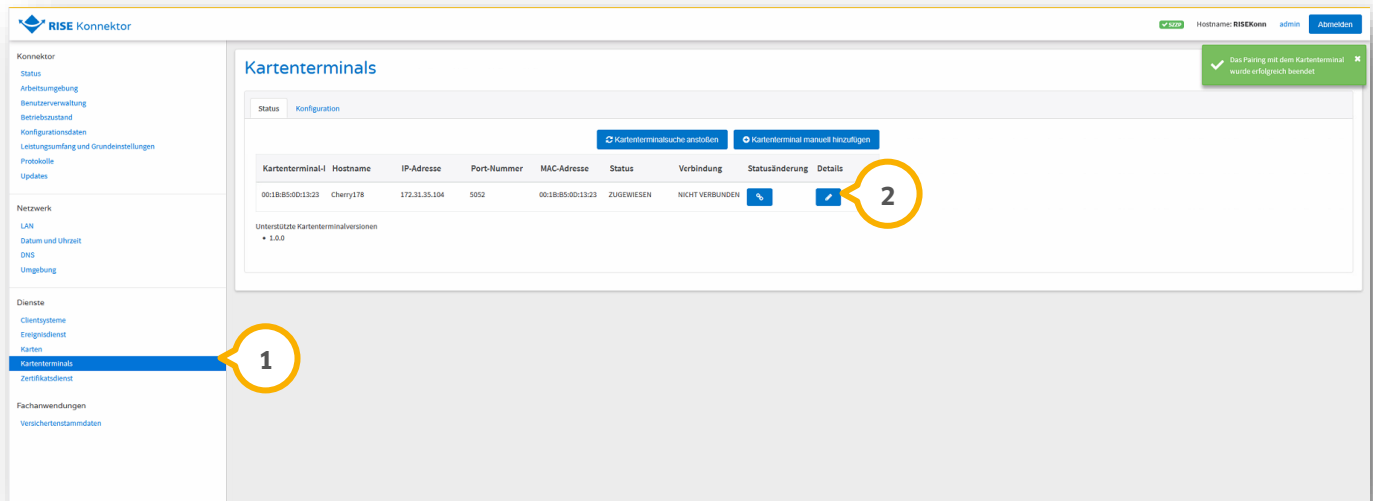 RISE Konnektor
SZZP
Hostname: RISEKonn
admin
Abmelden
Das Pairing mit dem Kartenterminal
wurde erfolgreich beendet
Konnektor
Status
Arbeitsumgebung
Benutzerverwaltung
Betriebszustand
Konfigurationsdaten
Leistungsumfang und Grundeinstellungen
Protokolle
Updates
Netzwerk
LAN
Datum und Uhrzeit
DNS
Umgebung
Dienste
Clientsysteme
Ereignisdienst
Karten
Kartenterminals
Zertifikatsdienst
Fachanwendungen
Versichertenstammdaten
1
Kartenterminals
Status Konfiguration
Kartenterminalsuche anstoßen Kartenterminal manuell hinzufügen
Kartenterminal-I Hostname IP-Adresse Port-Nummer MAC-Adresse Status Verbindung Statusänderung Details
00:1B:B5:0D:13:23 Cherry178 172.31.35.104 5052 00:1B:B5:0D:13:23 ZUGEWIESEN NICHT VERBUNDEN
2
Unterstützte Kartenterminalversionen
• 1.0.0